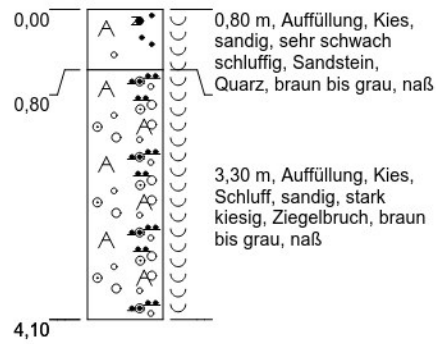 0,00
0,80 m, Auffüllung, Kies,
sandig, sehr schwach
schluffig, Sandstein,
Quarz, braun bis grau, naß
0,80
3,30 m, Auffüllung, Kies,
Schluff, sandig, stark
kiesig, Ziegelbruch, braun
bis grau, naß
4,10